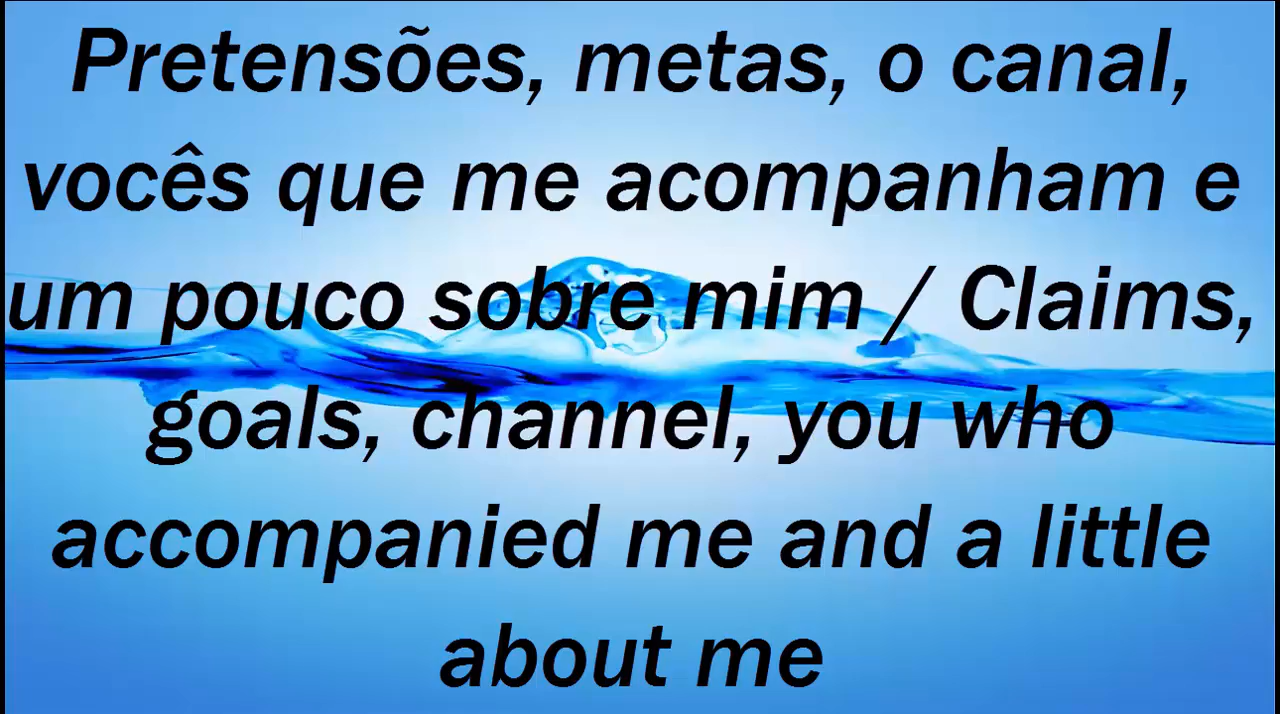 Pretensões, metas, o canal,
vocês que me acompanham e
um pouco sobre mim / Claims,
goals, channel, you who
accompanied me and a little
about me